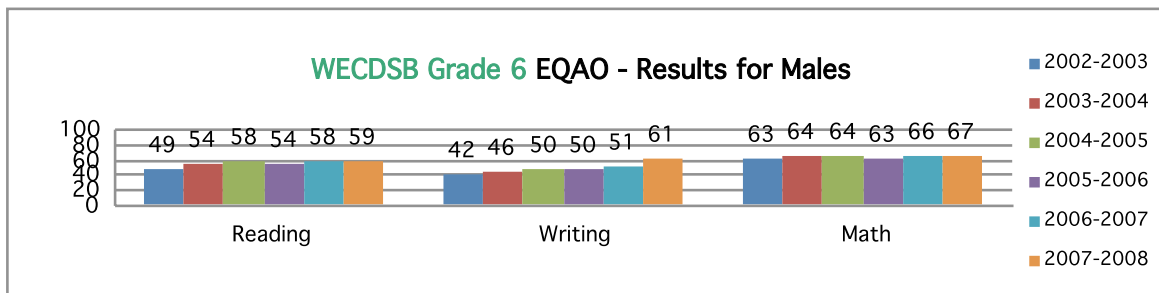 WECDSB Grade 6 EQAO - Results for Males
100
80
60
40
20
0
49 54 58 54 58 59
42 46 50 50 51 61
63 64 64 63 66 67
Reading Writing Math
2002-2003
2003-2004
2004-2005
2005-2006
2006-2007
2007-2008